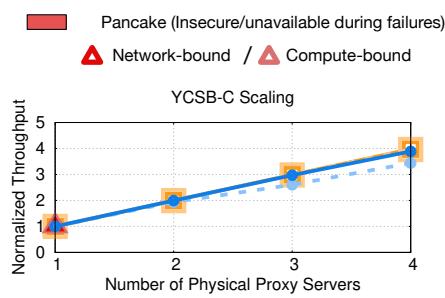 Pancake (Insecure/unavailable during failures)
Network-bound / Compute-bound
YCSB-C Scaling
Normalized Throughput
5
4
3
2
1
0
1 2 3 4
Number of Physical Proxy Servers